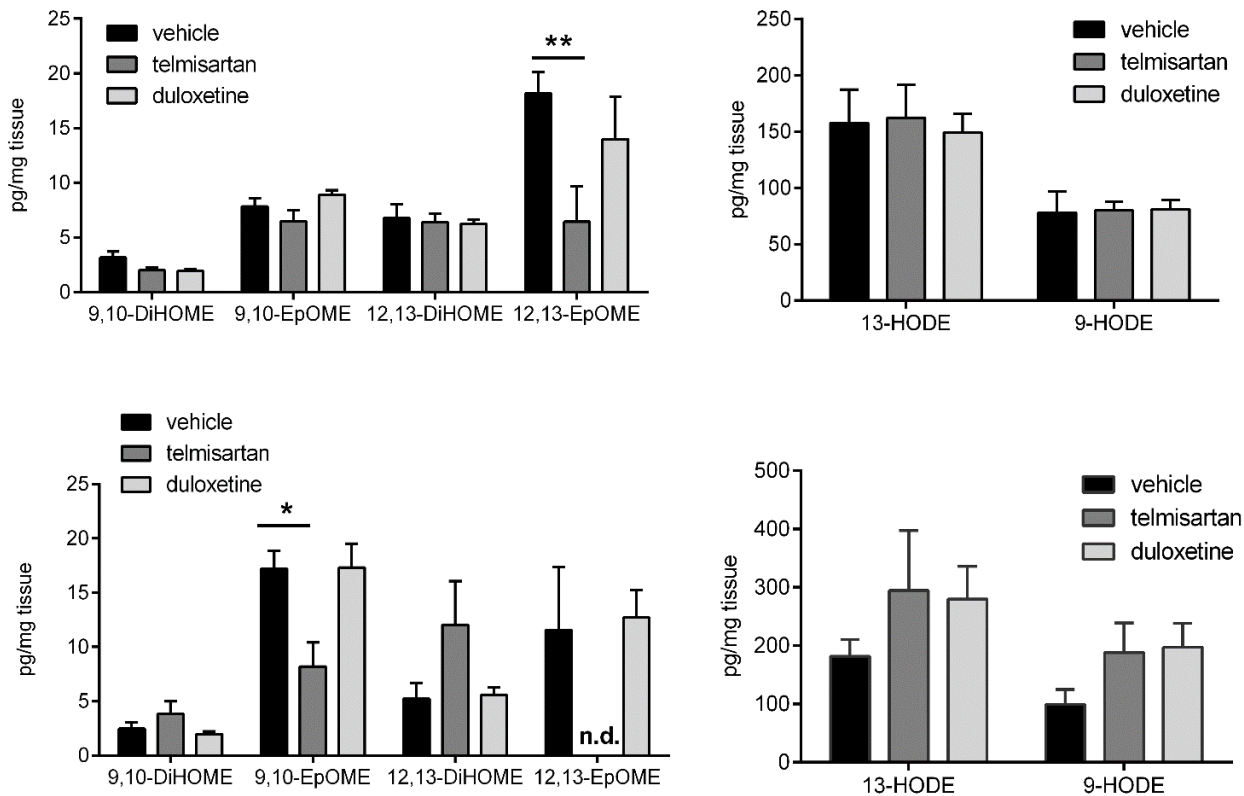 vehicle
telmisartan
duloxetine
**
pg/mg tissue
25
20
15
10
5
0
9,10-DiHOME 9,10-EpOME 12,13-DiHOME 12,13-EpOME
vehicle
telmisartan
duloxetine
pg/mg tissue
250
200
150
100
50
0
13-HODE 9-HODE
vehicle
telmisartan
duloxetine
*
n.d.
pg/mg tissue
25
20
15
10
5
0
9,10-DiHOME 9,10-EpOME 12,13-DiHOME 12,13-EpOME
vehicle
telmisartan
duloxetine
pg/mg tissue
500
400
300
200
100
0
13-HODE 9-HODE